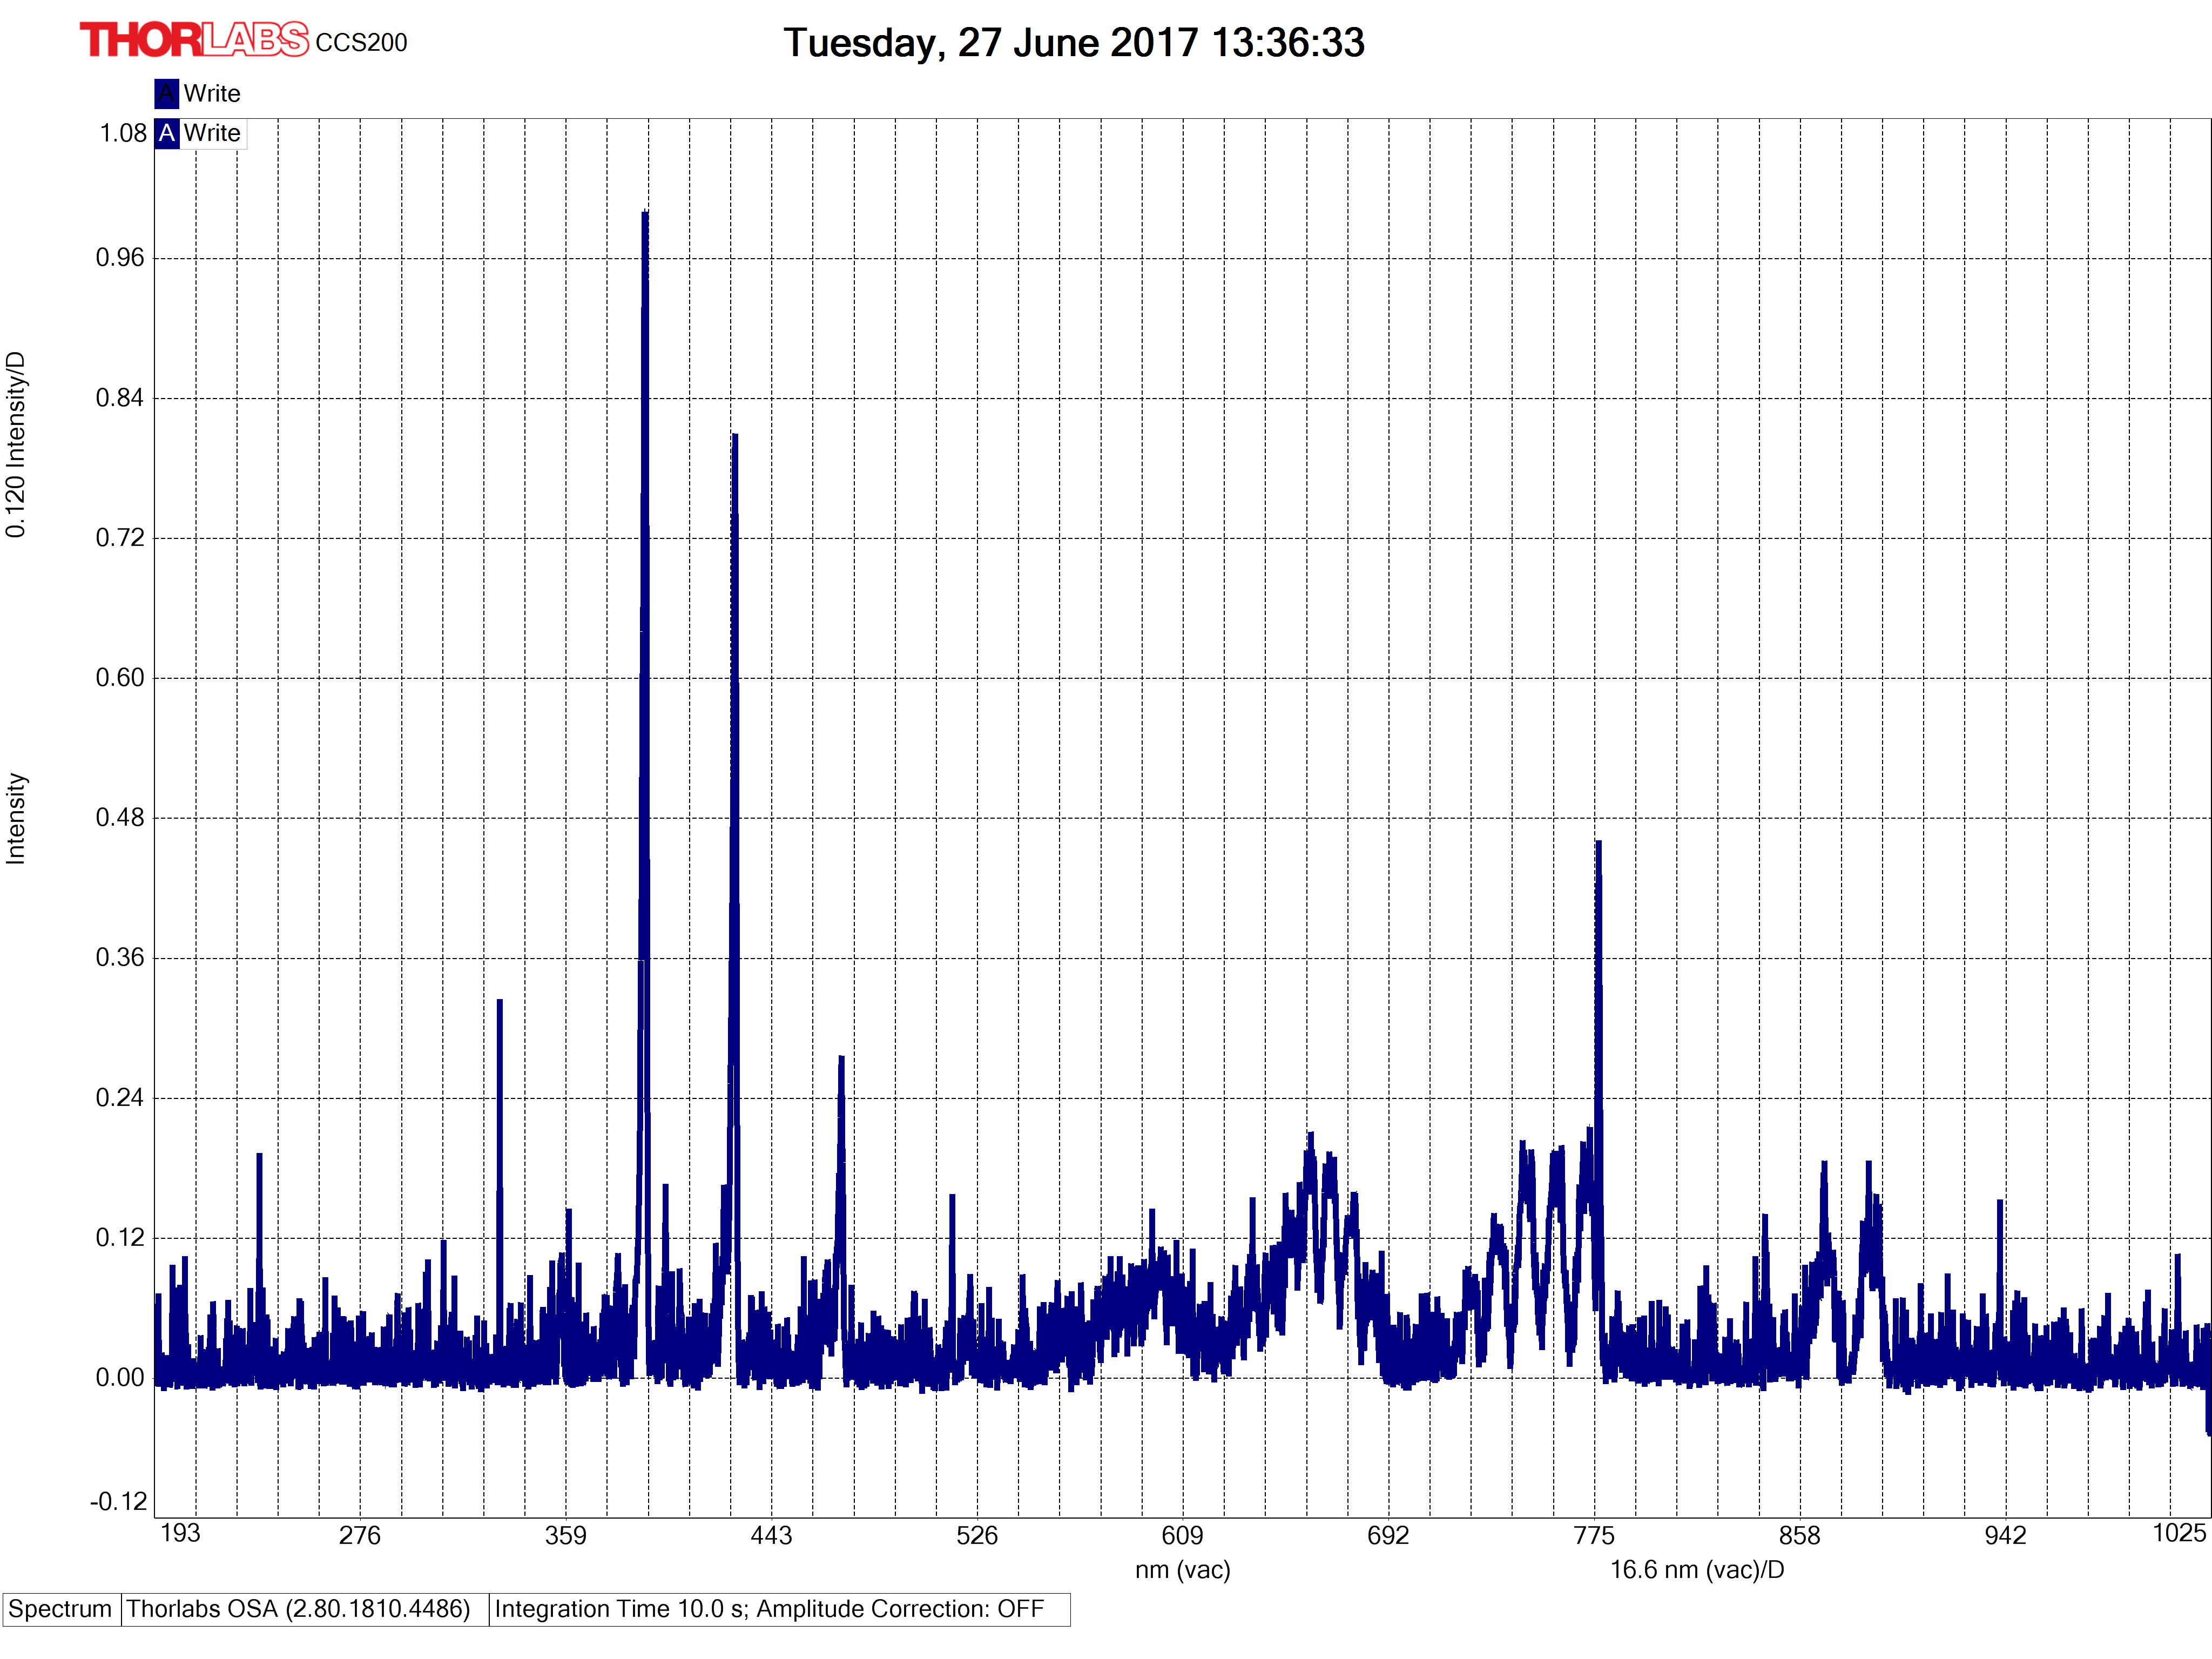 THORLABS CCS200
Tuesday, 27 June 2017 13:36:33
A Write
A Write
1.08
0.96
0.84
0.72
0.60
0.48
0.36
0.24
0.12
0.00
-0.12
0.120 Intensity/D
Intensity
193 276 359 443 526 609 692 775 858 942 1025
nm (vac) 16.6 nm (vac)/D
Spectrum Thorlabs OSA (2.80.1810.4486) Integration Time 10.0 s; Amplitude Correction: OFF